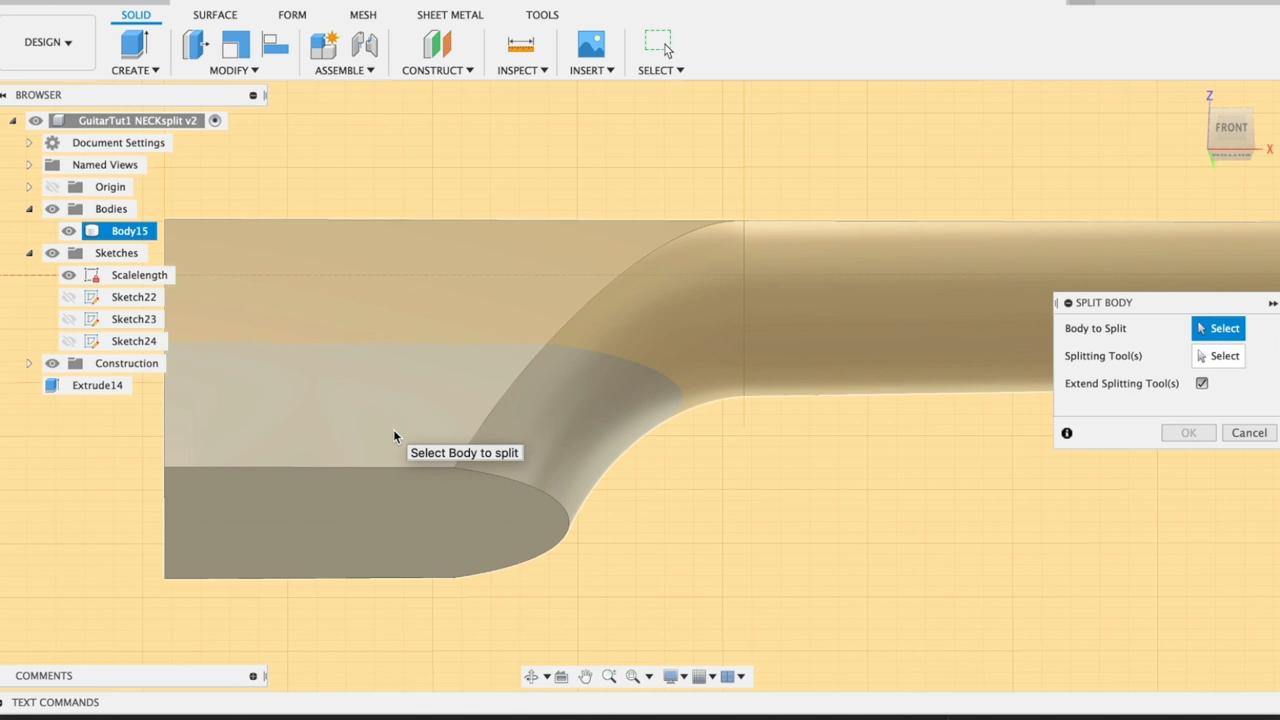 SOLID SURFACE FORM MESH SHEET METAL TOOLS
DESIGN
CREATE MODIFY ASSEMBLE CONSTRUCT INSPECT INSERT SELECT
BROWSER
GuitarTut1 NECKsplit v2
Document Settings
Named Views
Origin
Bodies
Body15
Sketches
Scalelength
Sketch22
Sketch23
Sketch24
Construction
Extrude14
Z
FRONT
X
SPLIT BODY
Body to Split Select
Splitting Tool(s) Select
Extend Splitting Tool(s)
OK Cancel
Select Body to split
COMMENTS
TEXT COMMANDS